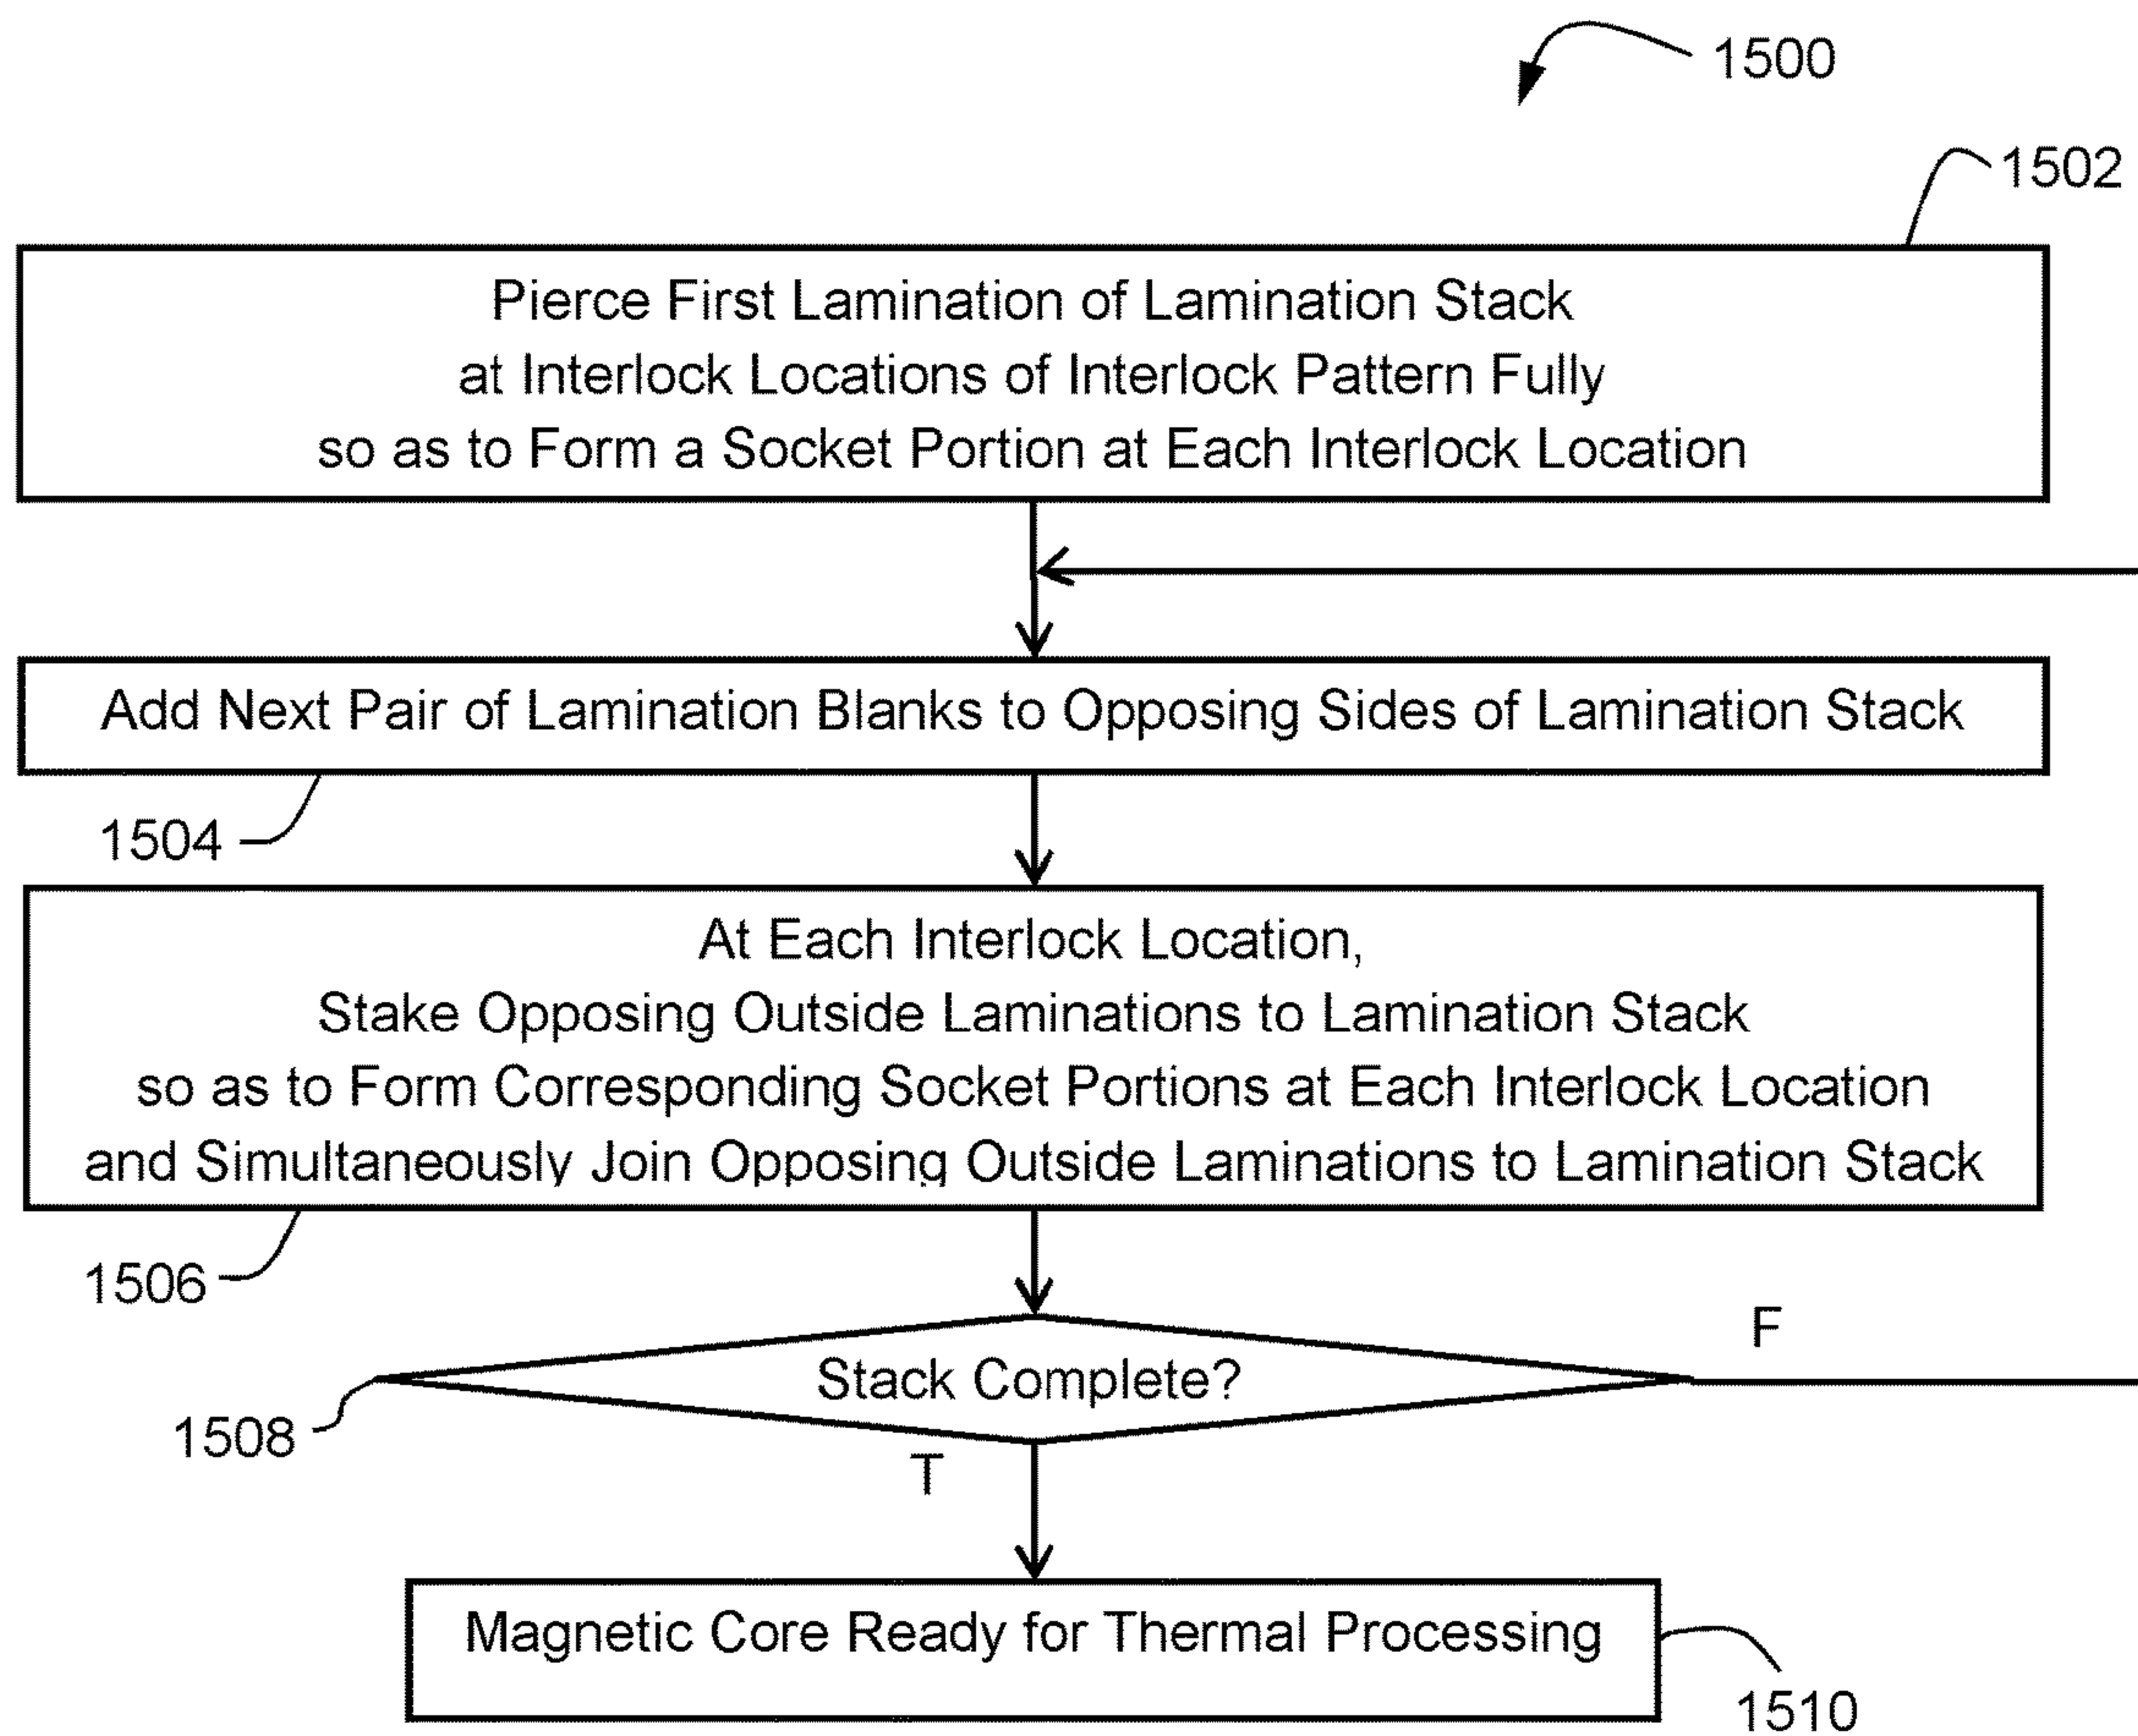 1500
1502
Pierce First Lamination of Lamination Stack
at Interlock Locations of Interlock Pattern Fully
so as to Form a Socket Portion at Each Interlock Location
Add Next Pair of Lamination Blanks to Opposing Sides of Lamination Stack
1504
At Each Interlock Location,
Stake Opposing Outside Laminations to Lamination Stack
so as to Form Corresponding Socket Portions at Each Interlock Location
and Simultaneously Join Opposing Outside Laminations to Lamination Stack
1506
F
Stack Complete?
1508
T
Magnetic Core Ready for Thermal Processing
1510